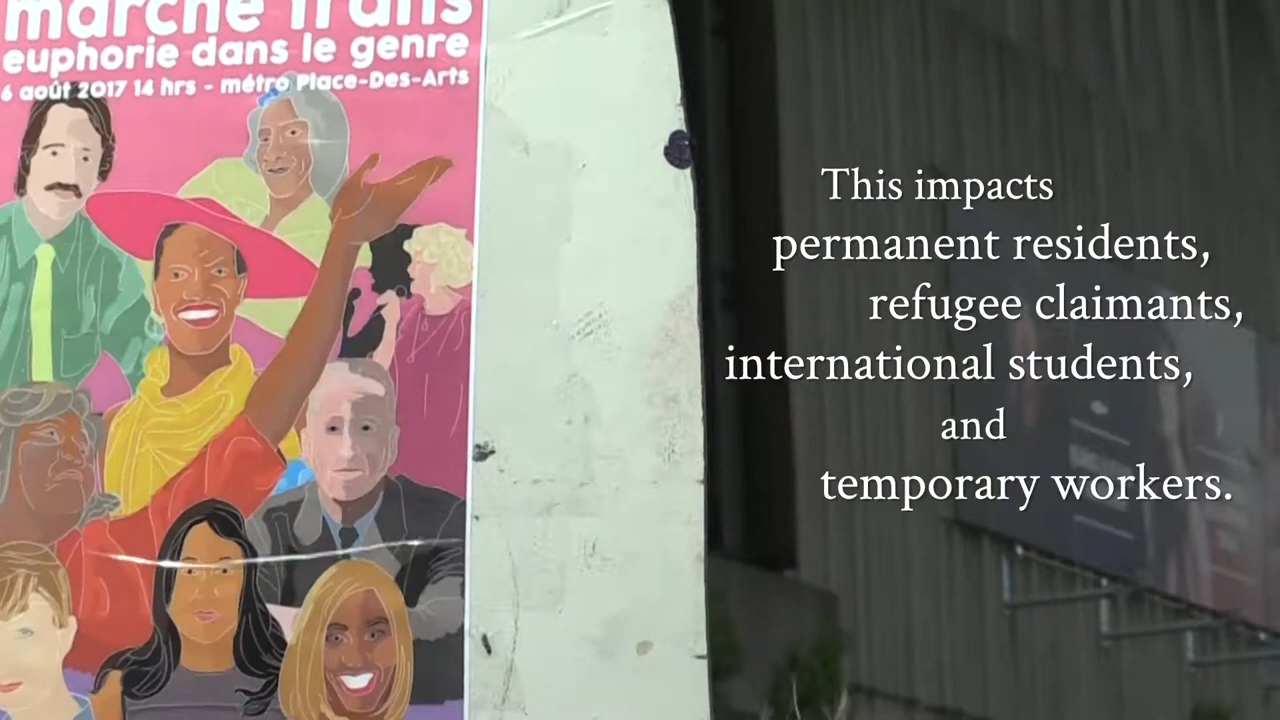 marche trans
euphorie dans le genre
6 août 2017 14 hrs - métro Place-Des-Arts
This impacts
permanent residents,
refugee claimants,
international students,
and
temporary workers.